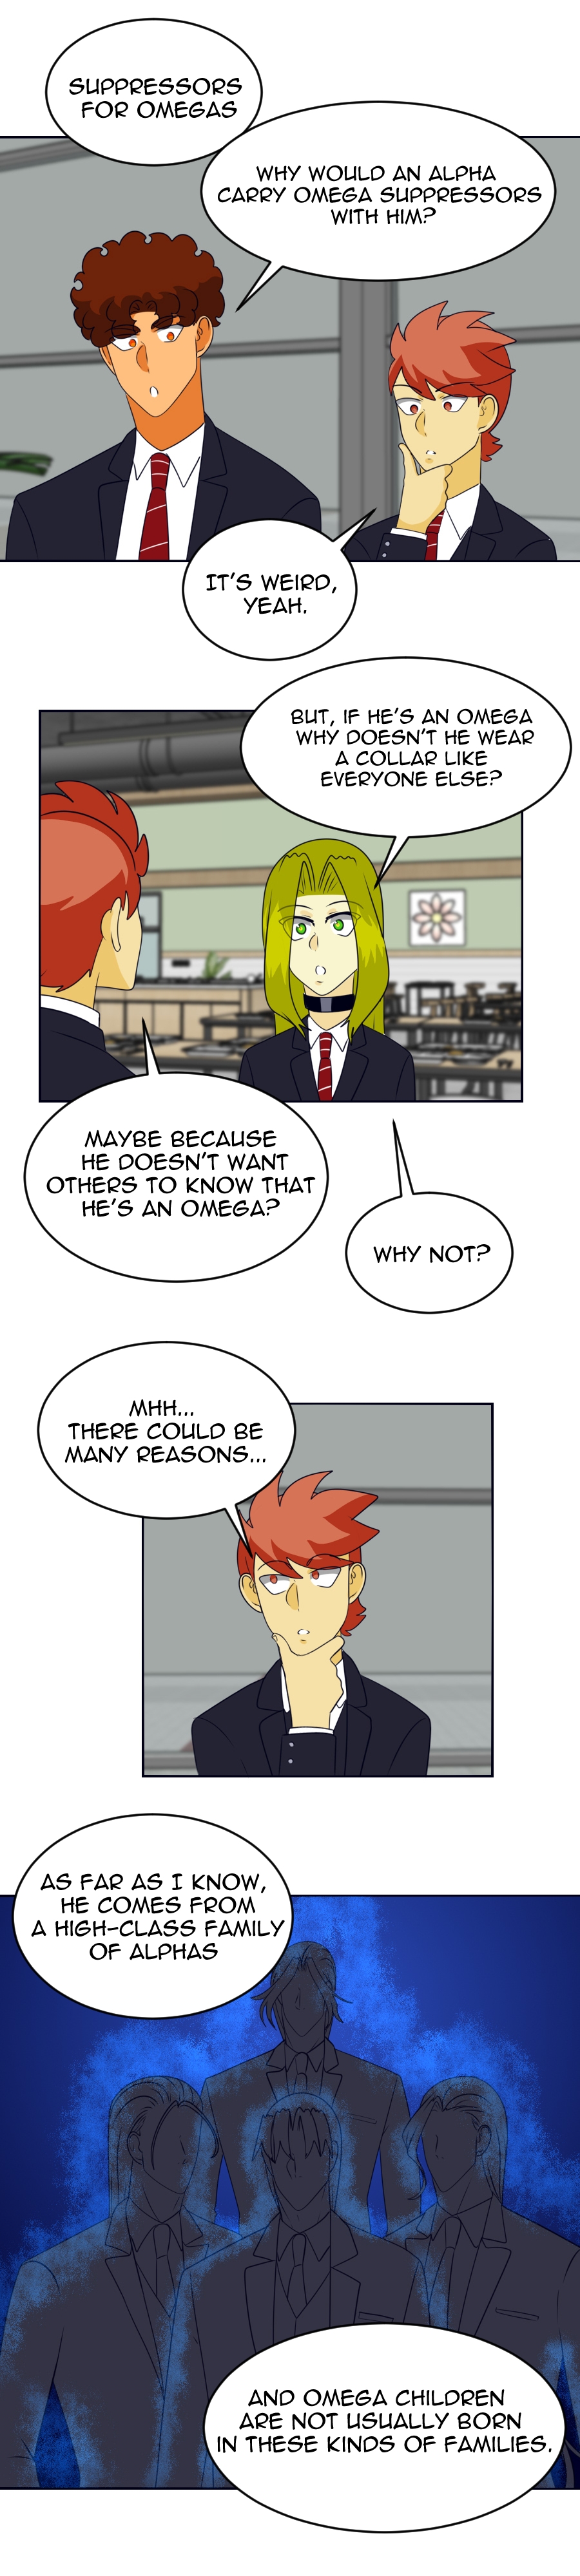 SUPPRESSORS
FOR OMEGAS
WHY WOULD AN ALPHA
CARRY OMEGA SUPPRESSORS
WITH HIM?
IT'S WEIRD,
YEAH.
BUT, IF HE'S AN OMEGA
WHY DOESN'T HE WEAR
A COLLAR LIKE
EVERYONE ELSE?
MAYBE BECAUSE
HE DOESN'T WANT
OTHERS TO KNOW THAT
HE'S AN OMEGA?
WHY NOT?
MHH...
THERE COULD BE
MANY REASONS...
AS FAR AS I KNOW,
HE COMES FROM
A HIGH-CLASS FAMILY
OF ALPHAS
AND OMEGA CHILDREN
ARE NOT USUALLY BORN
IN THESE KINDS OF FAMILIES.